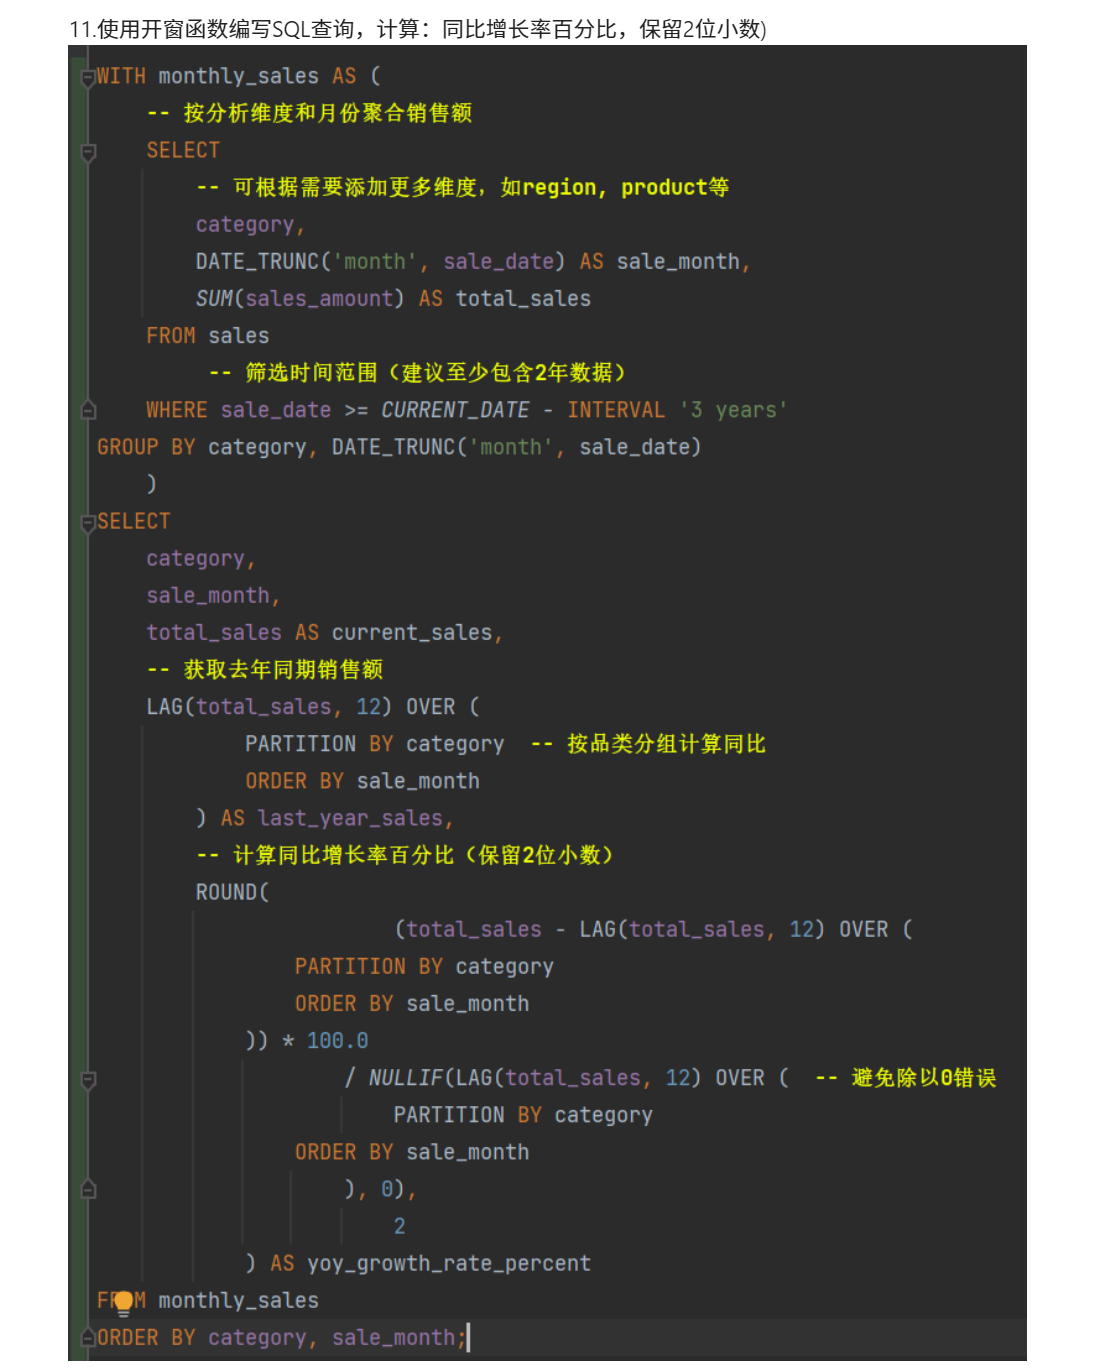 11.使用开窗函数编写SQL查询，计算：同比增长率百分比，保留2位小数)
WITH monthly_sales AS (
-- 按分析维度和月份聚合销售额
SELECT
-- 可根据需要添加更多维度，如region, product等
category,
DATE_TRUNC('month', sale_date) AS sale_month,
SUM(sales_amount) AS total_sales
FROM sales
-- 筛选时间范围（建议至少包含2年数据）
WHERE sale_date >= CURRENT_DATE - INTERVAL '3 years'
GROUP BY category, DATE_TRUNC('month', sale_date)
)
SELECT
category,
sale_month,
total_sales AS current_sales,
-- 获取去年同期销售额
LAG(total_sales, 12) OVER (
PARTITION BY category -- 按品类分组计算同比
ORDER BY sale_month
) AS last_year_sales,
-- 计算同比增长率百分比（保留2位小数）
ROUND(
(total_sales - LAG(total_sales, 12) OVER (
PARTITION BY category
ORDER BY sale_month
)) * 100.0
/ NULLIF(LAG(total_sales, 12) OVER ( -- 避免除以0错误
PARTITION BY category
ORDER BY sale_month
), 0),
2
) AS yoy_growth_rate_percent
FROM monthly_sales
ORDER BY category, sale_month;